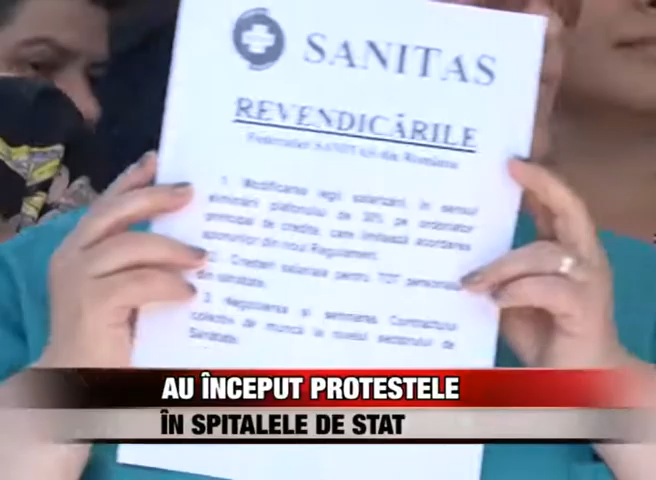 SANITAS
REVENDICĂRILE
Federației SANITAS din România
1. Modificarea legii salarizării, în sensul
eliminării plafonului de 30% pe ordonator
principal de credite, care limitează acordarea
sporurilor din noul Regulament.
2. Creșteri salariale pentru TOT personalul
din sănătate.
3. Negocierea și semnarea Contractului
colectiv de muncă la nivelul sectorului de
Sănătate.
AU ÎNCEPUT PROTESTELE
ÎN SPITALELE DE STAT